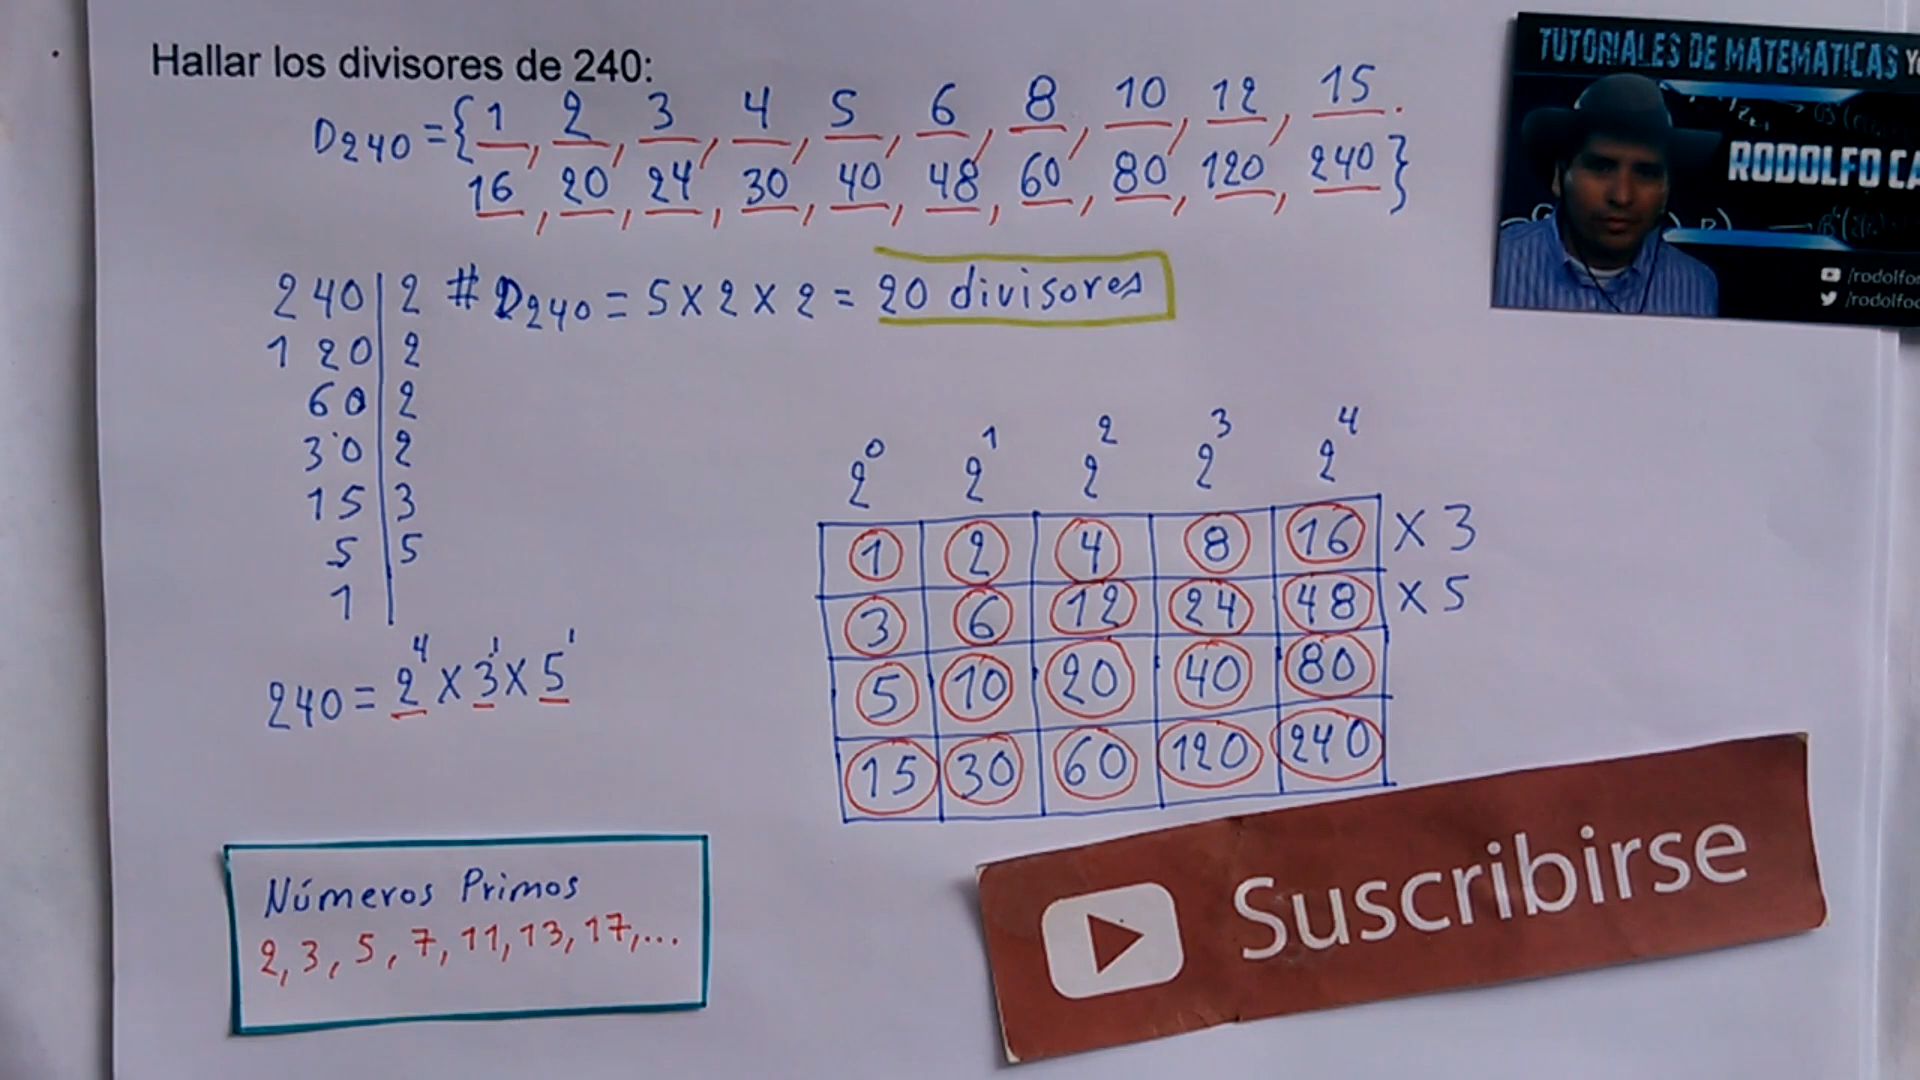 Hallar los divisores de 240:
D240 = {1, 2, 3, 4, 5, 6, 8, 10, 12, 15.
16, 20, 24, 30, 40, 48, 60, 80, 120, 240}
240 | 2
120 | 2
60 | 2
30 | 2
15 | 3
5 | 5
1 |
# D240 = 5 x 2 x 2 = 20 divisores
240 = 2⁴ x 3¹ x 5¹
2⁰ 2¹ 2² 2³ 2⁴
1 2 4 8 16 x 3
3 6 12 24 48 x 5
5 10 20 40 80
15 30 60 120 240
Números Primos
2, 3, 5, 7, 11, 13, 17, ...
Suscribirse
TUTORIALES DE MATEMATICAS
RODOLFO CA
/rodolfo
/rodolfo